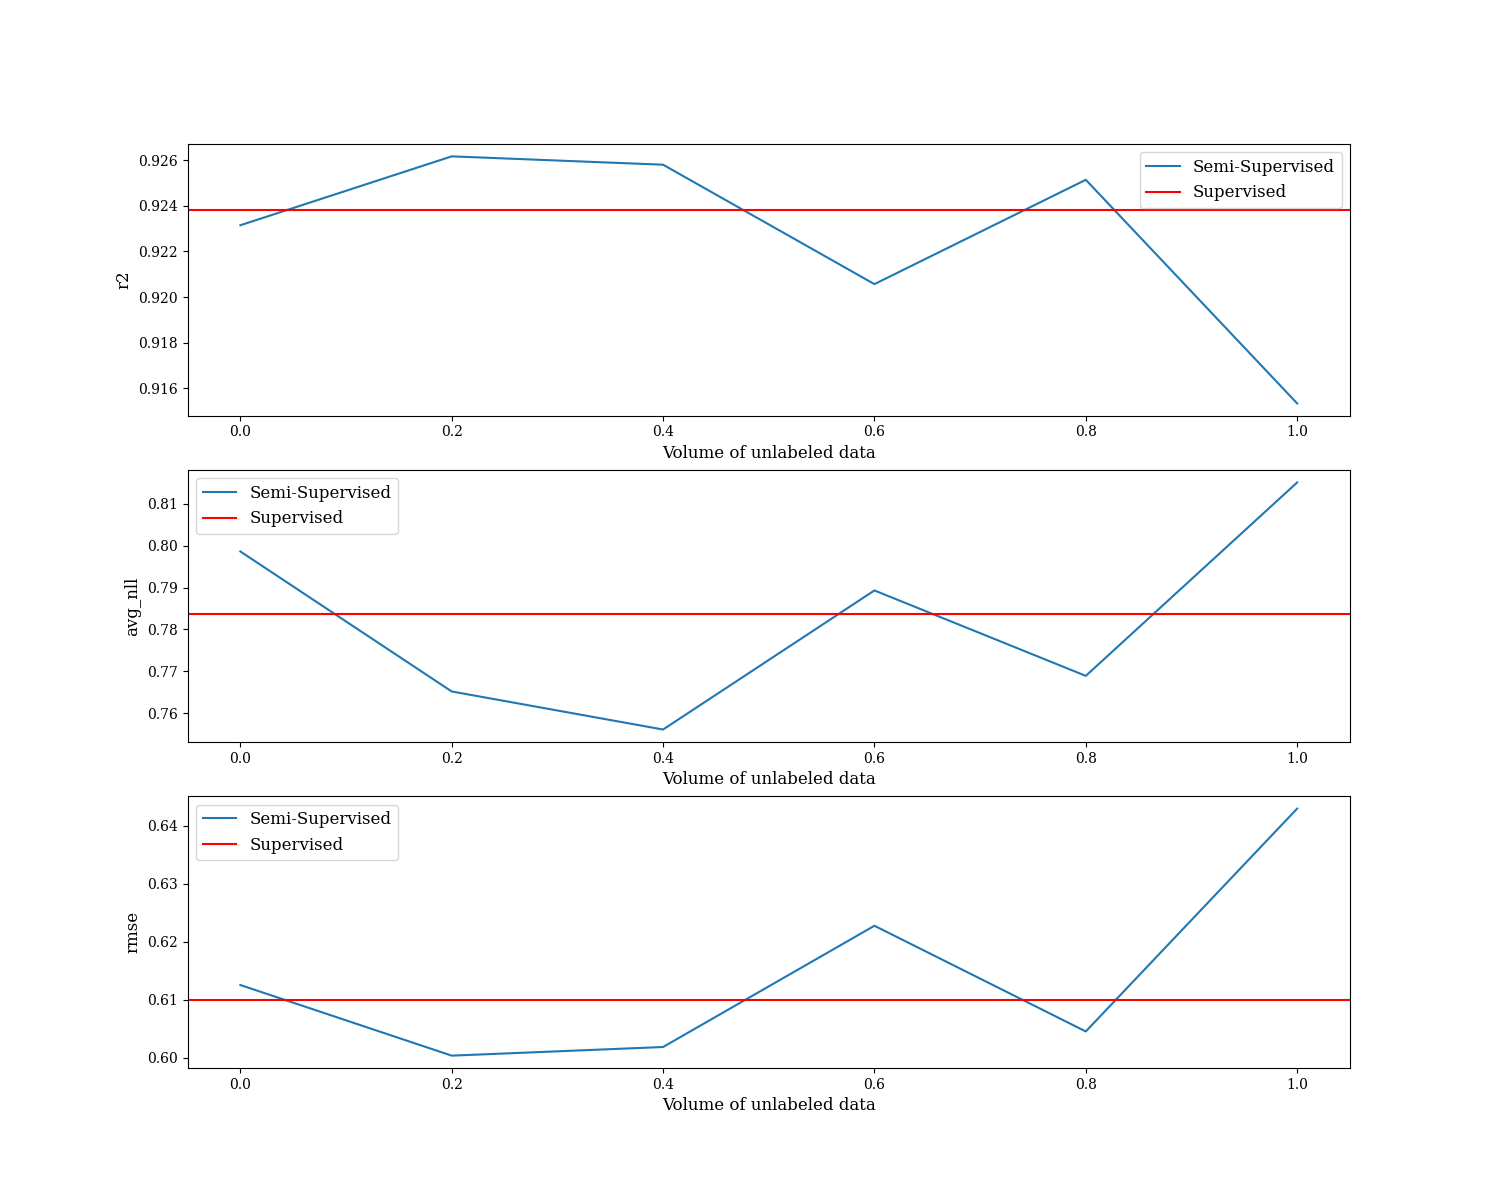 0.926
0.924
0.922
0.920
0.918
0.916
r2
Semi-Supervised
Supervised
0.0 0.2 0.4 0.6 0.8 1.0
Volume of unlabeled data
0.81
0.80
0.79
0.78
0.77
0.76
avg_nll
Semi-Supervised
Supervised
0.0 0.2 0.4 0.6 0.8 1.0
Volume of unlabeled data
0.64
0.63
0.62
0.61
0.60
rmse
Semi-Supervised
Supervised
0.0 0.2 0.4 0.6 0.8 1.0
Volume of unlabeled data